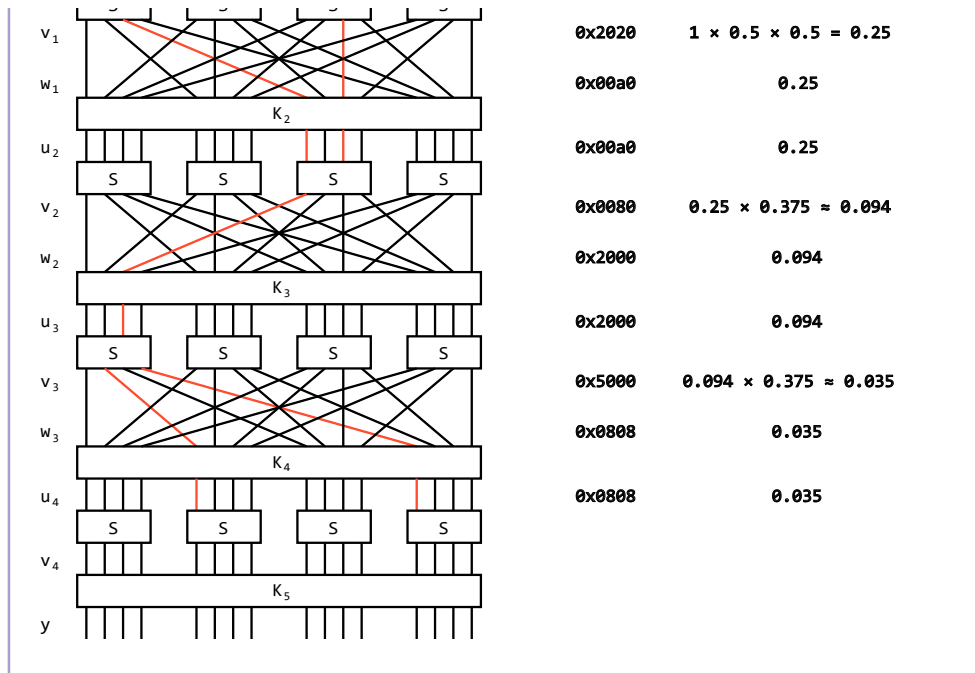 S S S S
v1 0x2020 1 × 0.5 × 0.5 = 0.25
w1 0x00a0 0.25
K2
u2 0x00a0 0.25
S S S S
v2 0x0080 0.25 × 0.375 ≈ 0.094
w2 0x2000 0.094
K3
u3 0x2000 0.094
S S S S
v3 0x5000 0.094 × 0.375 ≈ 0.035
w3 0x0808 0.035
K4
u4 0x0808 0.035
S S S S
v4
K5
y